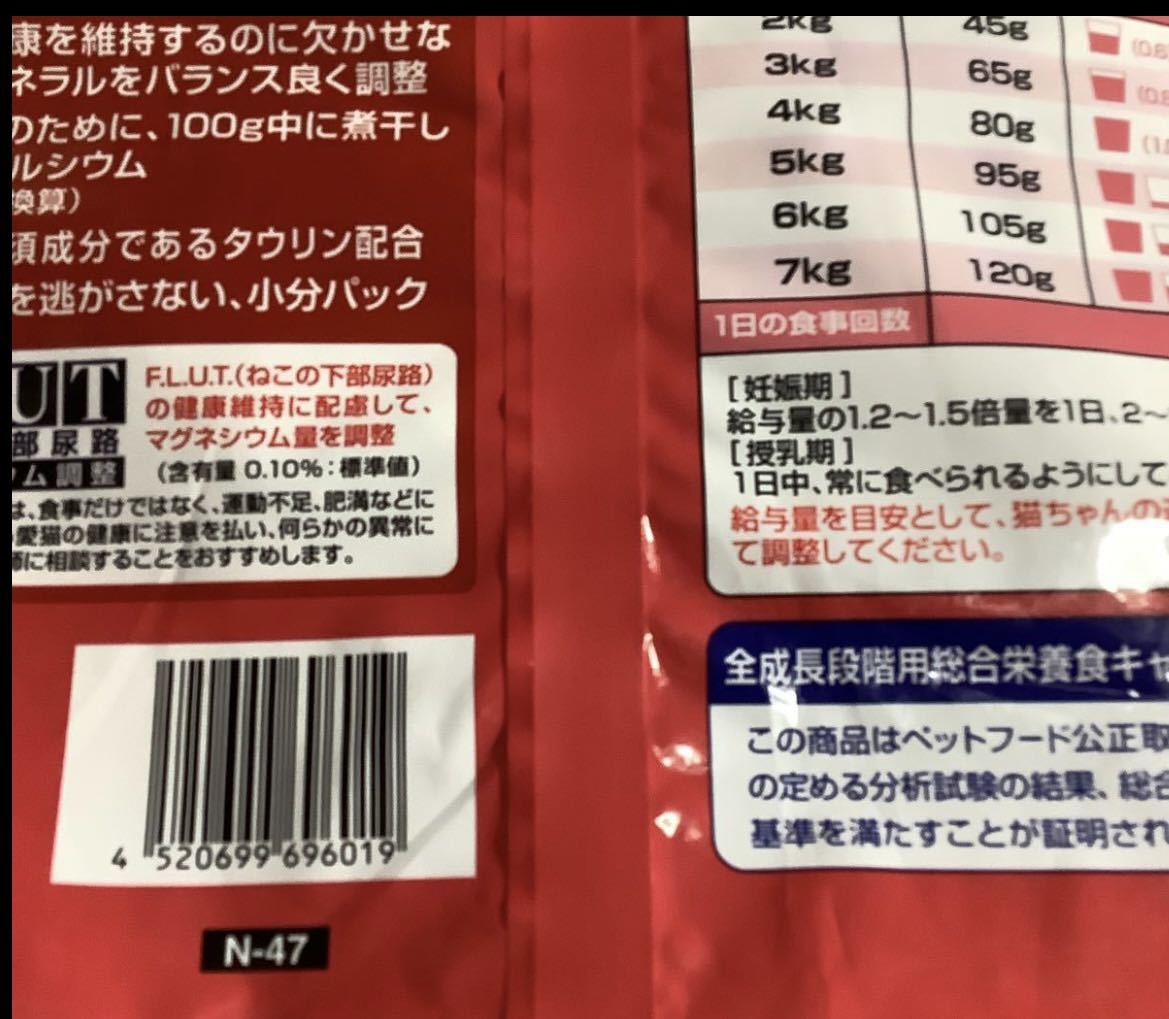 康を維持するのに欠かせな
ネラルをバランス良く調整
のために、100g中に煮干し
ルシウム
換算)
須成分であるタウリン配合
を逃がさない、小分パック
UT
部尿路
ム調整
F.L.U.T.(ねこの下部尿路)
の健康維持に配慮して、
マグネシウム量を調整
(含有量 0.10%:標準値)
は、食事だけではなく、運動不足、肥満などに
愛猫の健康に注意を払い、何らかの異常に
師に相談することをおすすめします。
4 520699 696019
N-47
2kg 45g
3kg 65g
4kg 80g
5kg 95g
6kg 105g
7kg 120g
1日の食事回数
[妊娠期]
給与量の1.2〜1.5倍量を1日、2〜
[授乳期]
1日中、常に食べられるようにして
給与量を目安として、猫ちゃんの
て調整してください。
全成長段階用総合栄養食キャ
この商品はペットフード公正取
の定める分析試験の結果、総合
基準を満たすことが証明され